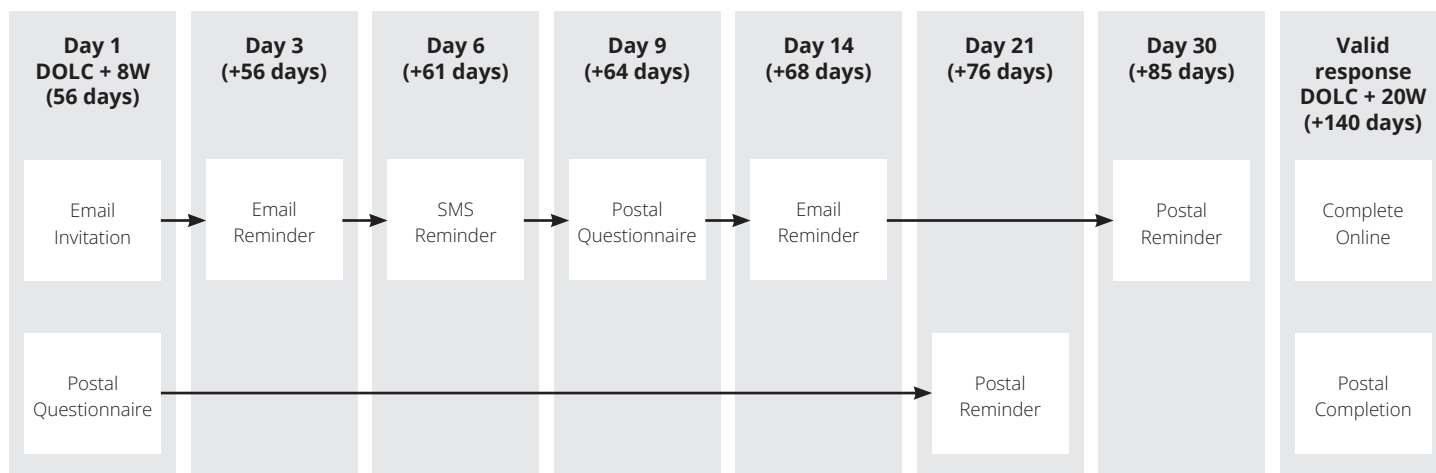 Day 1
DOLC + 8W
(56 days)
Day 3
(+56 days)
Day 6
(+61 days)
Day 9
(+64 days)
Day 14
(+68 days)
Day 21
(+76 days)
Day 30
(+85 days)
Valid
response
DOLC + 20W
(+140 days)
Email
Invitation
Email
Reminder
SMS
Reminder
Postal
Questionnaire
Email
Reminder
Postal
Reminder
Complete
Online
Postal
Questionnaire
Postal
Reminder
Postal
Completion